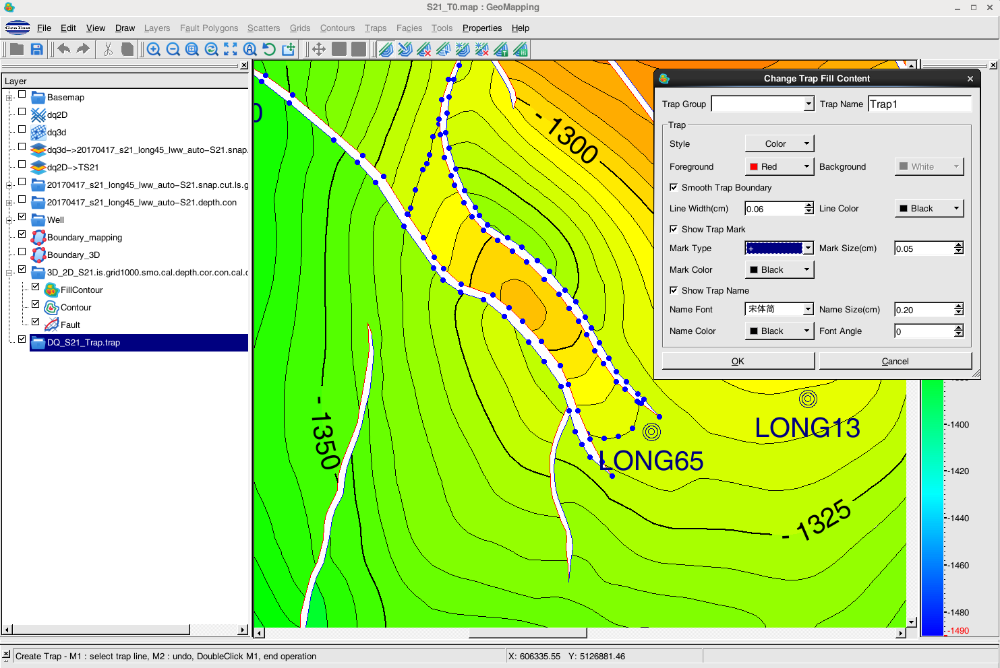 S21_T0.map : GeoMapping
GeoEast File Edit View Draw Layers Fault Polygons Scatters Grids Contours Traps Facies Tools Properties Help
Layer
Basemap
dq2D
dq3d
dq3d->20170417_s21_long45_lww_auto-S21.snap.
dq2D->TS21
20170417_s21_long45_lww_auto-S21.snap.cut.ls.g
20170417_s21_long45_lww_auto-S21.depth.con
Well
Boundary_mapping
Boundary_3D
3D_2D_S21.is.grid1000.smo.cal.depth.cor.con.cal.c
FillContour
Contour
Fault
DQ_S21_Trap.trap
0
-1300
-1350
-1325
LONG65
LONG13
Change Trap Fill Content
Trap Group Trap Name Trap1
Trap
Style Color
Foreground Red Background White
Smooth Trap Boundary
Line Width(cm) 0.06 Line Color Black
Show Trap Mark
Mark Type + Mark Size(cm) 0.05
Mark Color Black
Show Trap Name
Name Font 宋体简 Name Size(cm) 0.20
Name Color Black Font Angle 0
OK Cancel
-1400
-1420
-1440
-1460
-1480
-1490
Create Trap - M1 : select trap line, M2 : undo, DoubleClick M1, end operation
X: 606335.55 Y: 5126881.46